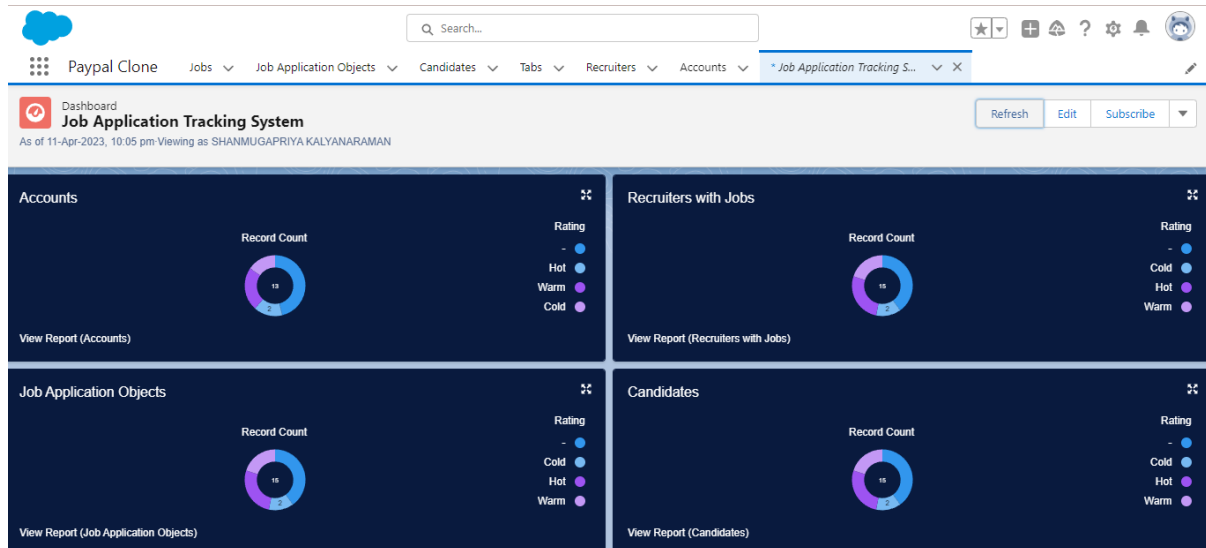 Search...
Paypal Clone Jobs Job Application Objects Candidates Tabs Recruiters Accounts * Job Application Tracking S...
Dashboard
Job Application Tracking System
As of 11-Apr-2023, 10:05 pm·Viewing as SHANMUGAPRIYA KALYANARAMAN
Refresh Edit Subscribe
Accounts
Record Count
13
2
Rating
-
Hot
Warm
Cold
View Report (Accounts)
Recruiters with Jobs
Record Count
15
2
Rating
-
Cold
Hot
Warm
View Report (Recruiters with Jobs)
Job Application Objects
Record Count
15
2
Rating
-
Cold
Hot
Warm
View Report (Job Application Objects)
Candidates
Record Count
15
2
Rating
-
Cold
Hot
Warm
View Report (Candidates)